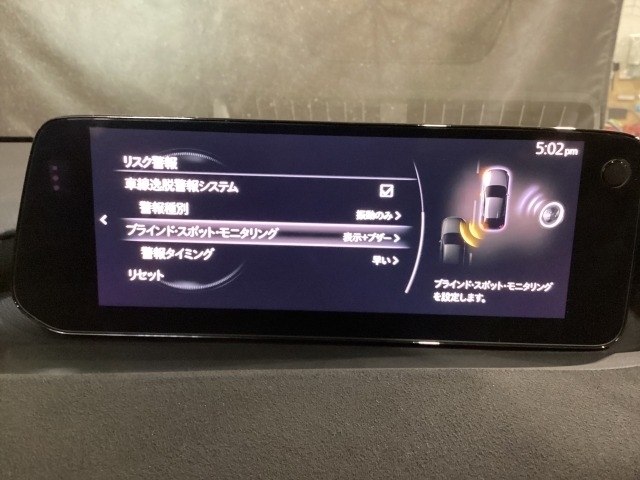 5:02pm
リスク警報
車線逸脱警報システム
警報種別 振動のみ
ブラインド・スポット・モニタリング 表示+ブザー
警報タイミング 早い
リセット
ブラインド・スポット・モニタリング
を設定します。